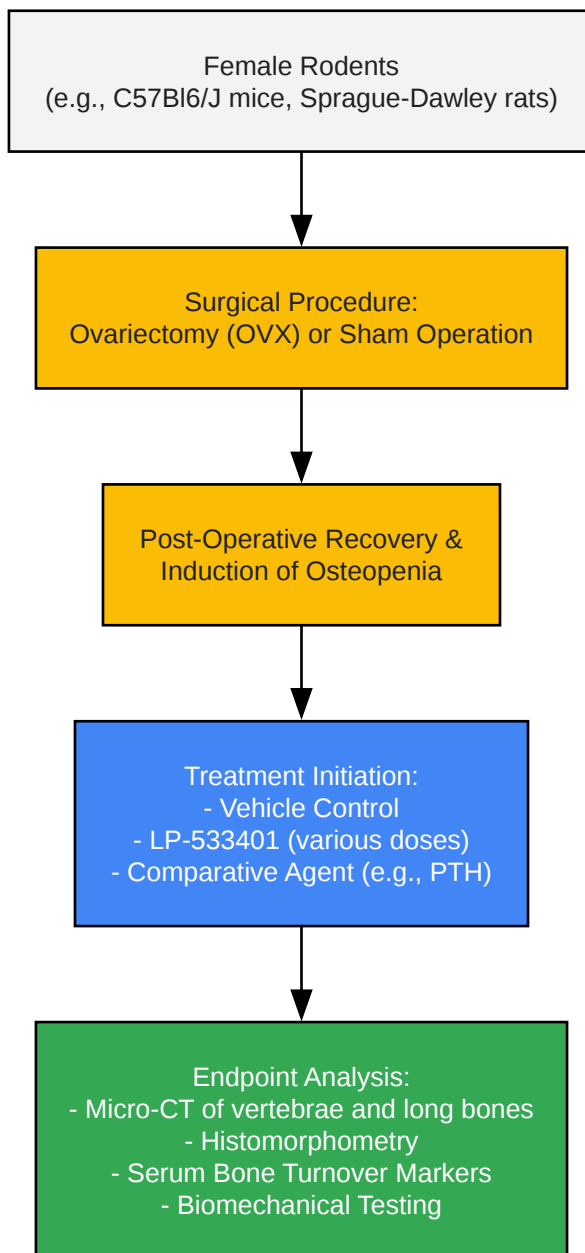 Female Rodents
(e.g., C57Bl6/J mice, Sprague-Dawley rats)
Surgical Procedure:
Ovariectomy (OVX) or Sham Operation
Post-Operative Recovery &
Induction of Osteopenia
Treatment Initiation:
- Vehicle Control
- LP-533401 (various doses)
- Comparative Agent (e.g., PTH)
Endpoint Analysis:
- Micro-CT of vertebrae and long bones
- Histomorphometry
- Serum Bone Turnover Markers
- Biomechanical Testing